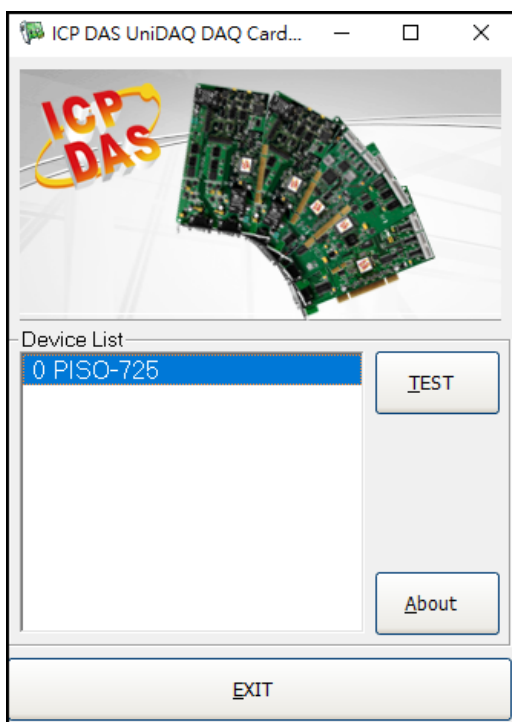 ICP DAS UniDAQ DAQ Card...
ICP
DAS
Device List
0 PISO-725
TEST
About
EXIT